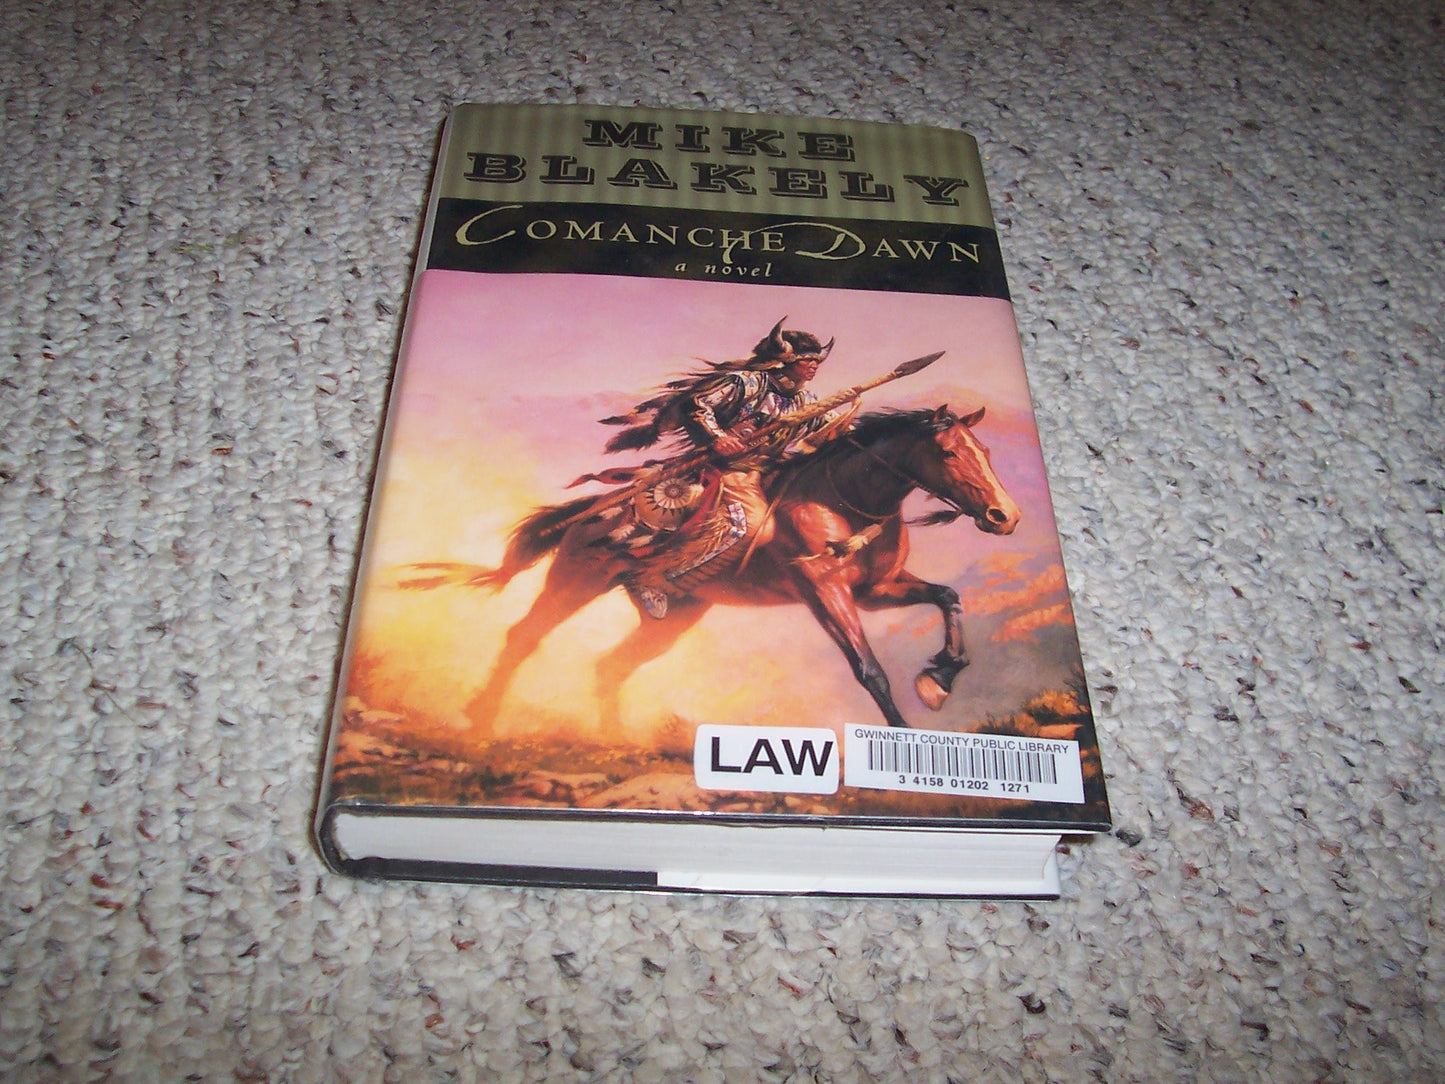 MIKE
BLAKELY
COMANCHE DAWN
a novel
LAW
GWINNETT COUNTY PUBLIC LIBRARY
3 4158 01202 1271